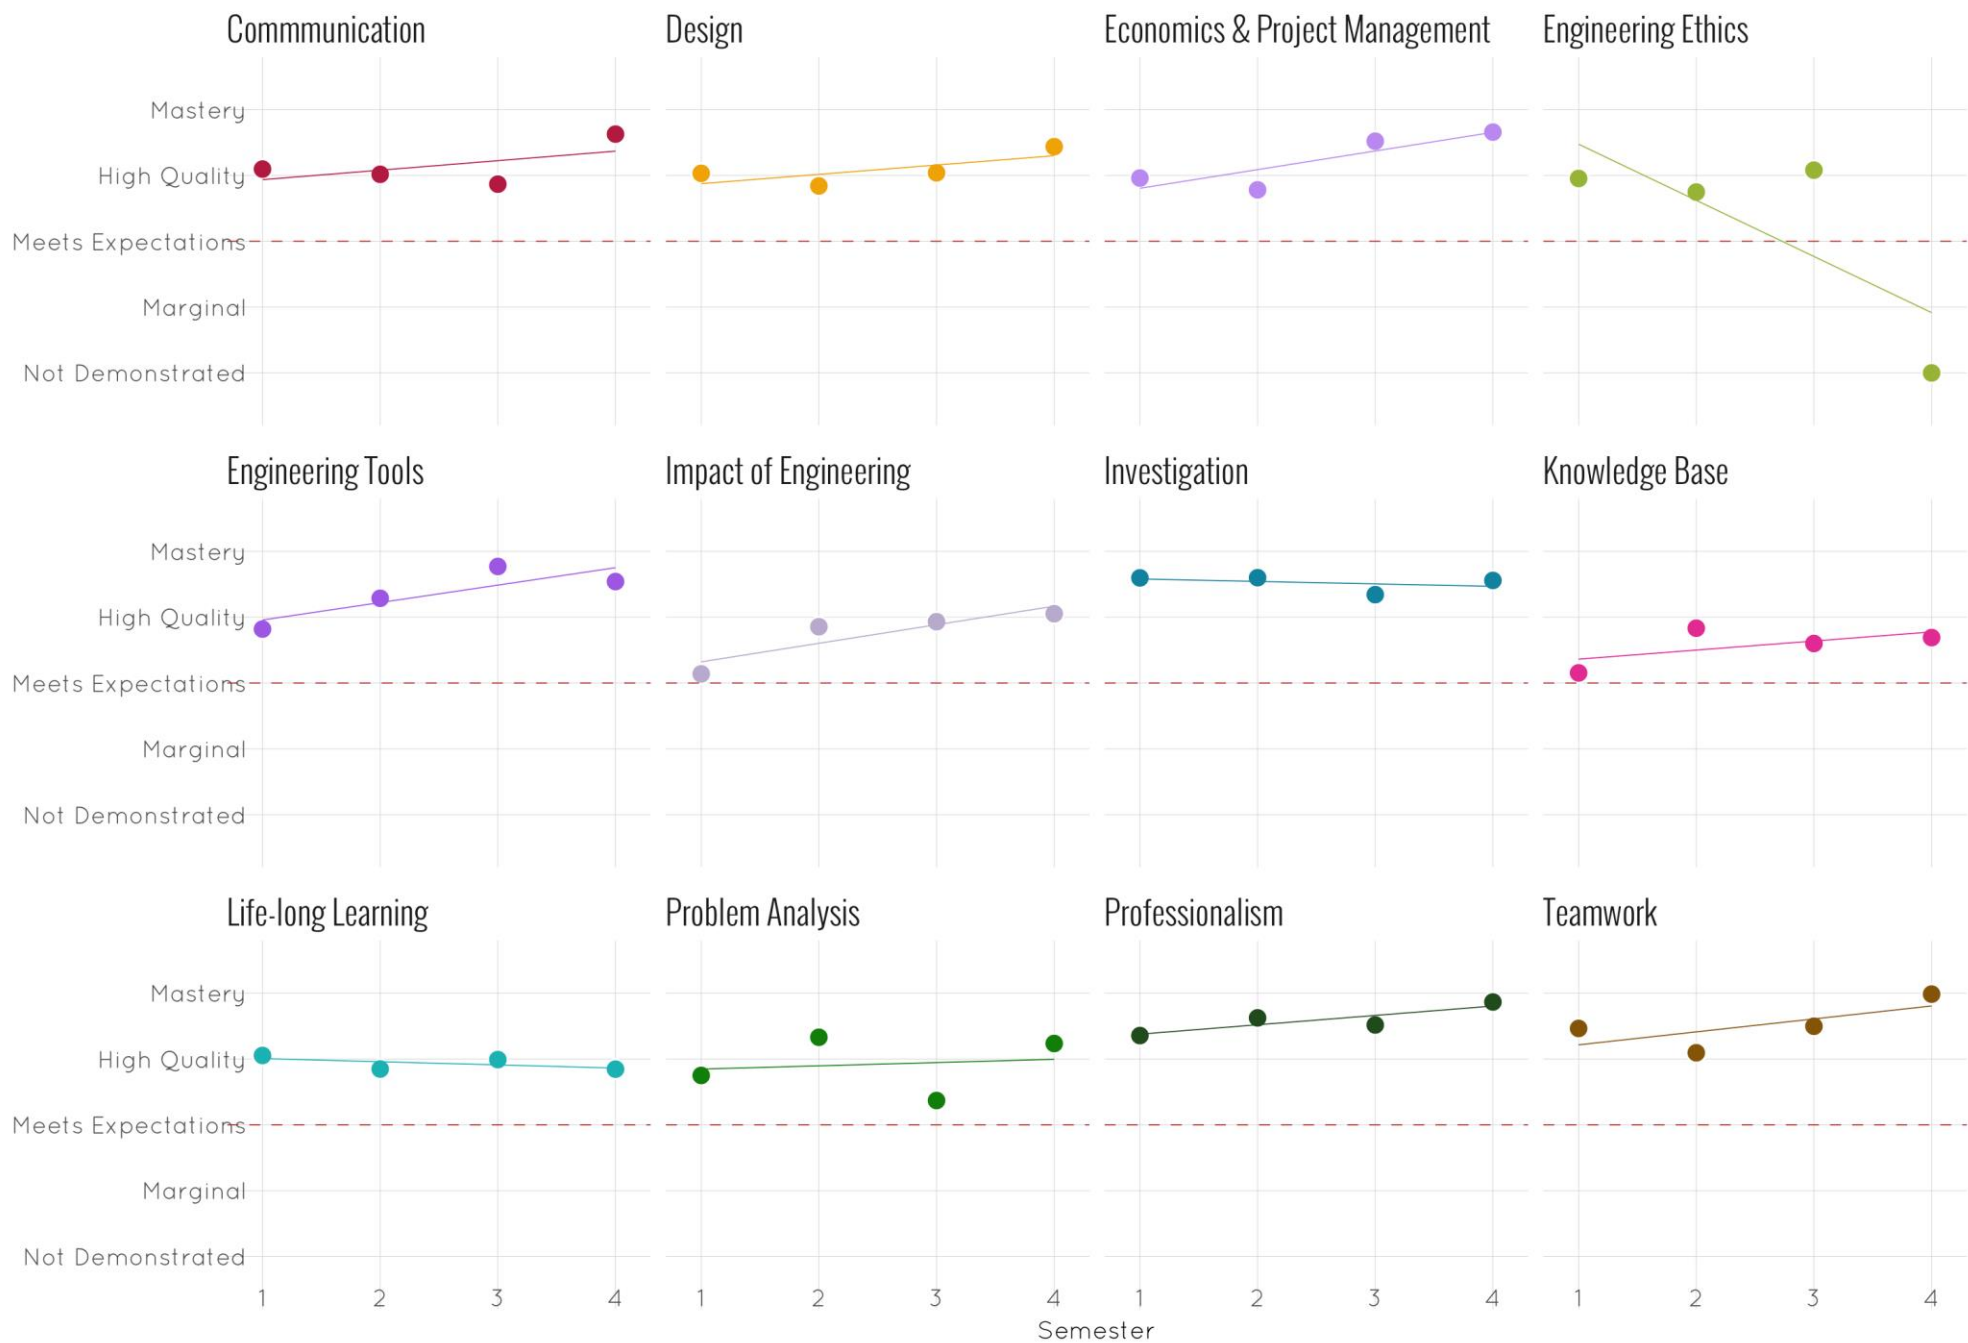 Commmunication
Design
Economics & Project Management
Engineering Ethics
Mastery
High Quality
Meets Expectations
Marginal
Not Demonstrated
Engineering Tools
Impact of Engineering
Investigation
Knowledge Base
Mastery
High Quality
Meets Expectations
Marginal
Not Demonstrated
Life-long Learning
Problem Analysis
Professionalism
Teamwork
Mastery
High Quality
Meets Expectations
Marginal
Not Demonstrated
1 2 3 4
1 2 3 4
1 2 3 4
1 2 3 4
Semester